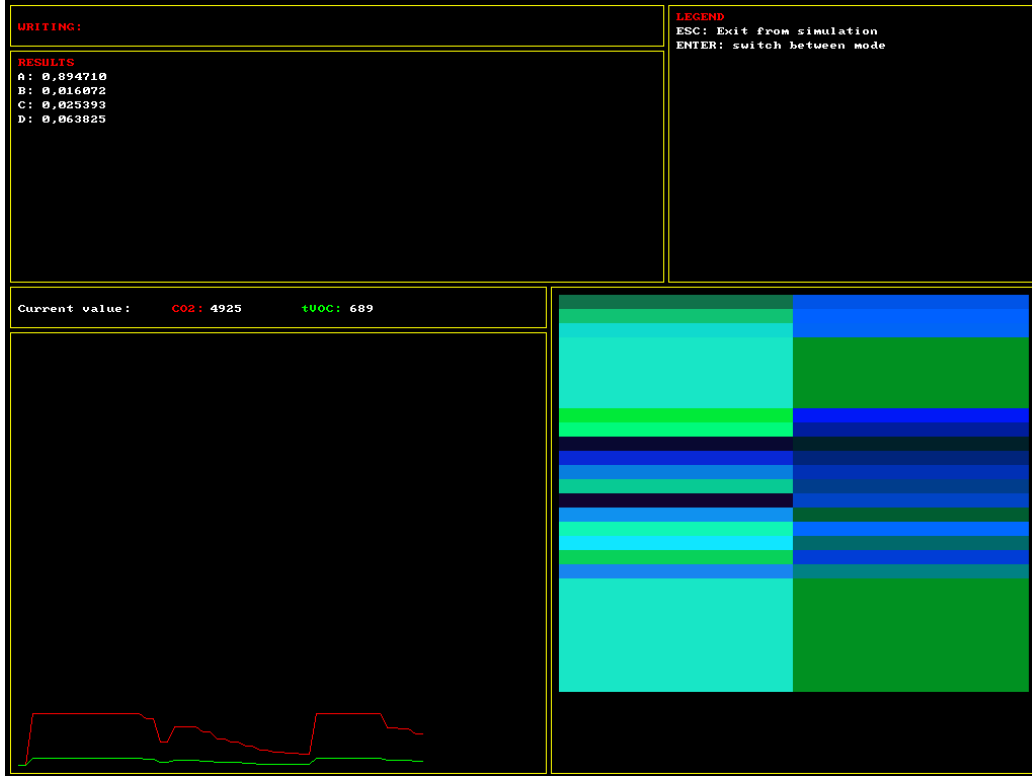 WRITING:
RESULTS
A: 0,894710
B: 0,016072
C: 0,025393
D: 0,063825
LEGEND
ESC: Exit from simulation
ENTER: switch between mode
Current value: CO2: 4925 tVOC: 689